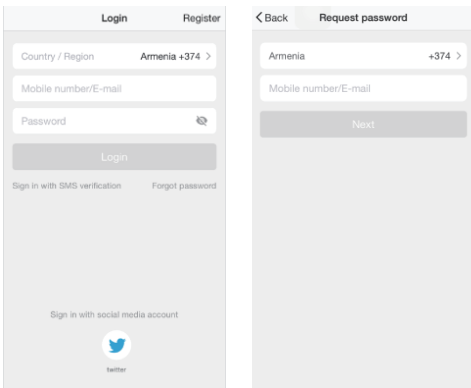 Login Register
Country / Region Armenia +374 >
Mobile number/E-mail
Password
Login
Sign in with SMS verification Forgot password
Sign in with social media account
twitter
Back Request password
Armenia +374 >
Mobile number/E-mail
Next